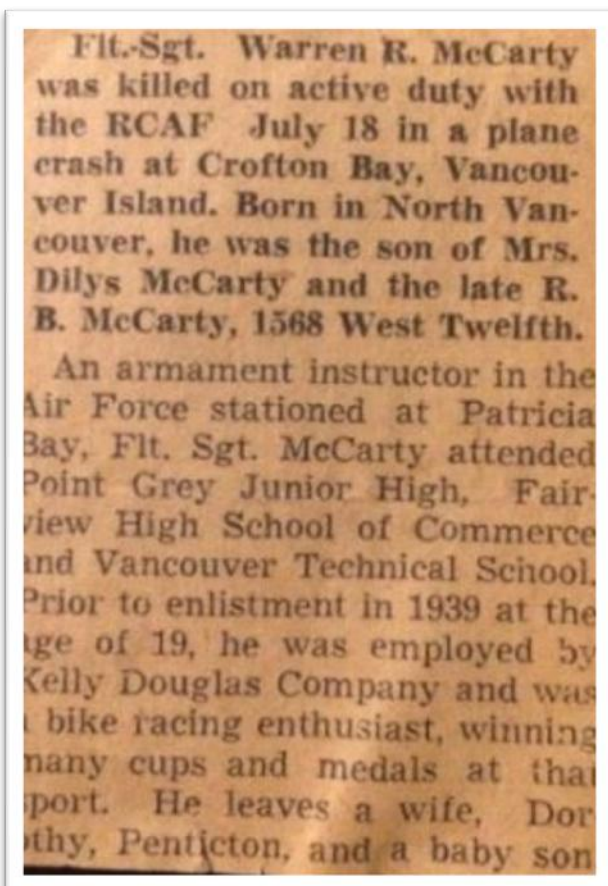 Flt.-Sgt. Warren R. McCarty
was killed on active duty with
the RCAF July 18 in a plane
crash at Crofton Bay, Vancou-
ver Island. Born in North Van-
couver, he was the son of Mrs.
Dilys McCarty and the late R.
B. McCarty, 1568 West Twelfth.
An armament instructor in the
Air Force stationed at Patricia
Bay, Flt. Sgt. McCarty attended
Point Grey Junior High, Fair-
view High School of Commerce
and Vancouver Technical School.
Prior to enlistment in 1939 at the
age of 19, he was employed by
Kelly Douglas Company and was
a bike racing enthusiast, winning
many cups and medals at that
sport. He leaves a wife, Dor-
othy, Penticton, and a baby son